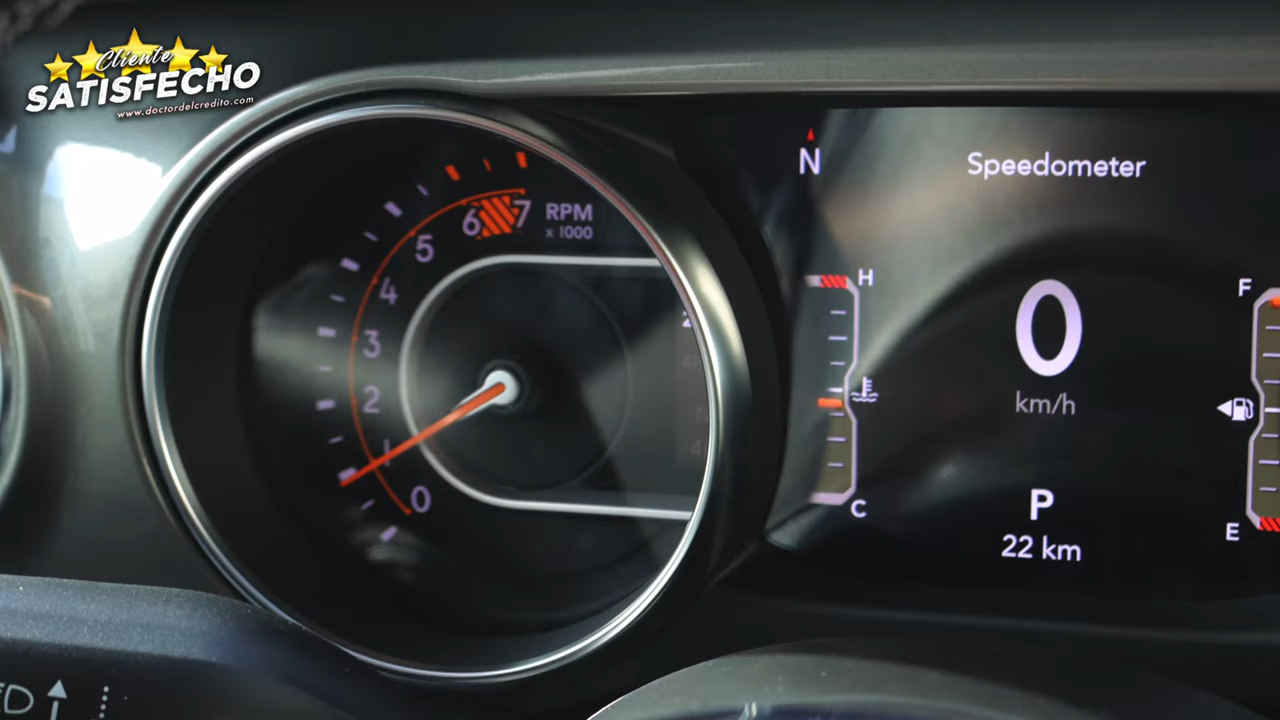 Cliente
SATISFECHO
www.doctordelcredito.com
N
Speedometer
6 7
RPM
x 1000
5
4
3
2
1
0
H
C
0
km/h
P
22 km
F
E